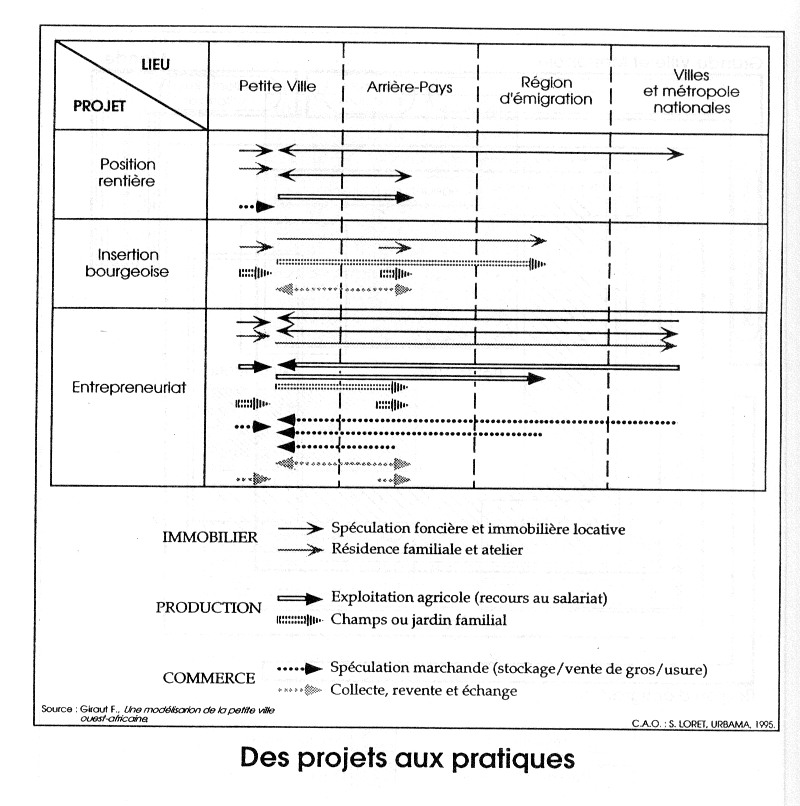 LIEU
PROJET
Petite Ville
Arrière-Pays
Région
d'émigration
Villes
et métropole
nationales
Position
rentière
Insertion
bourgeoise
Entrepreneuriat
IMMOBILIER
Spéculation foncière et immobilière locative
Résidence familiale et atelier
PRODUCTION
Exploitation agricole (recours au salariat)
Champs ou jardin familial
COMMERCE
Spéculation marchande (stockage/vente de gros/usure)
Collecte, revente et échange
Source : Giraut F., Une modélisation de la petite ville
ouest-africaine.
C.A.O. : S. LORET, URBAMA, 1995.
Des projets aux pratiques